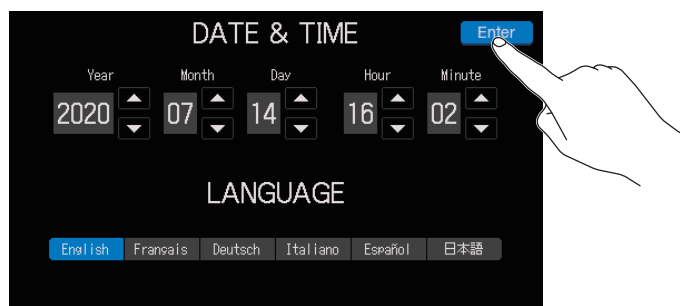 DATE & TIME
Enter
Year Month Day Hour Minute
2020 07 14 16 02
LANGUAGE
English Français Deutsch Italiano Español 日本語